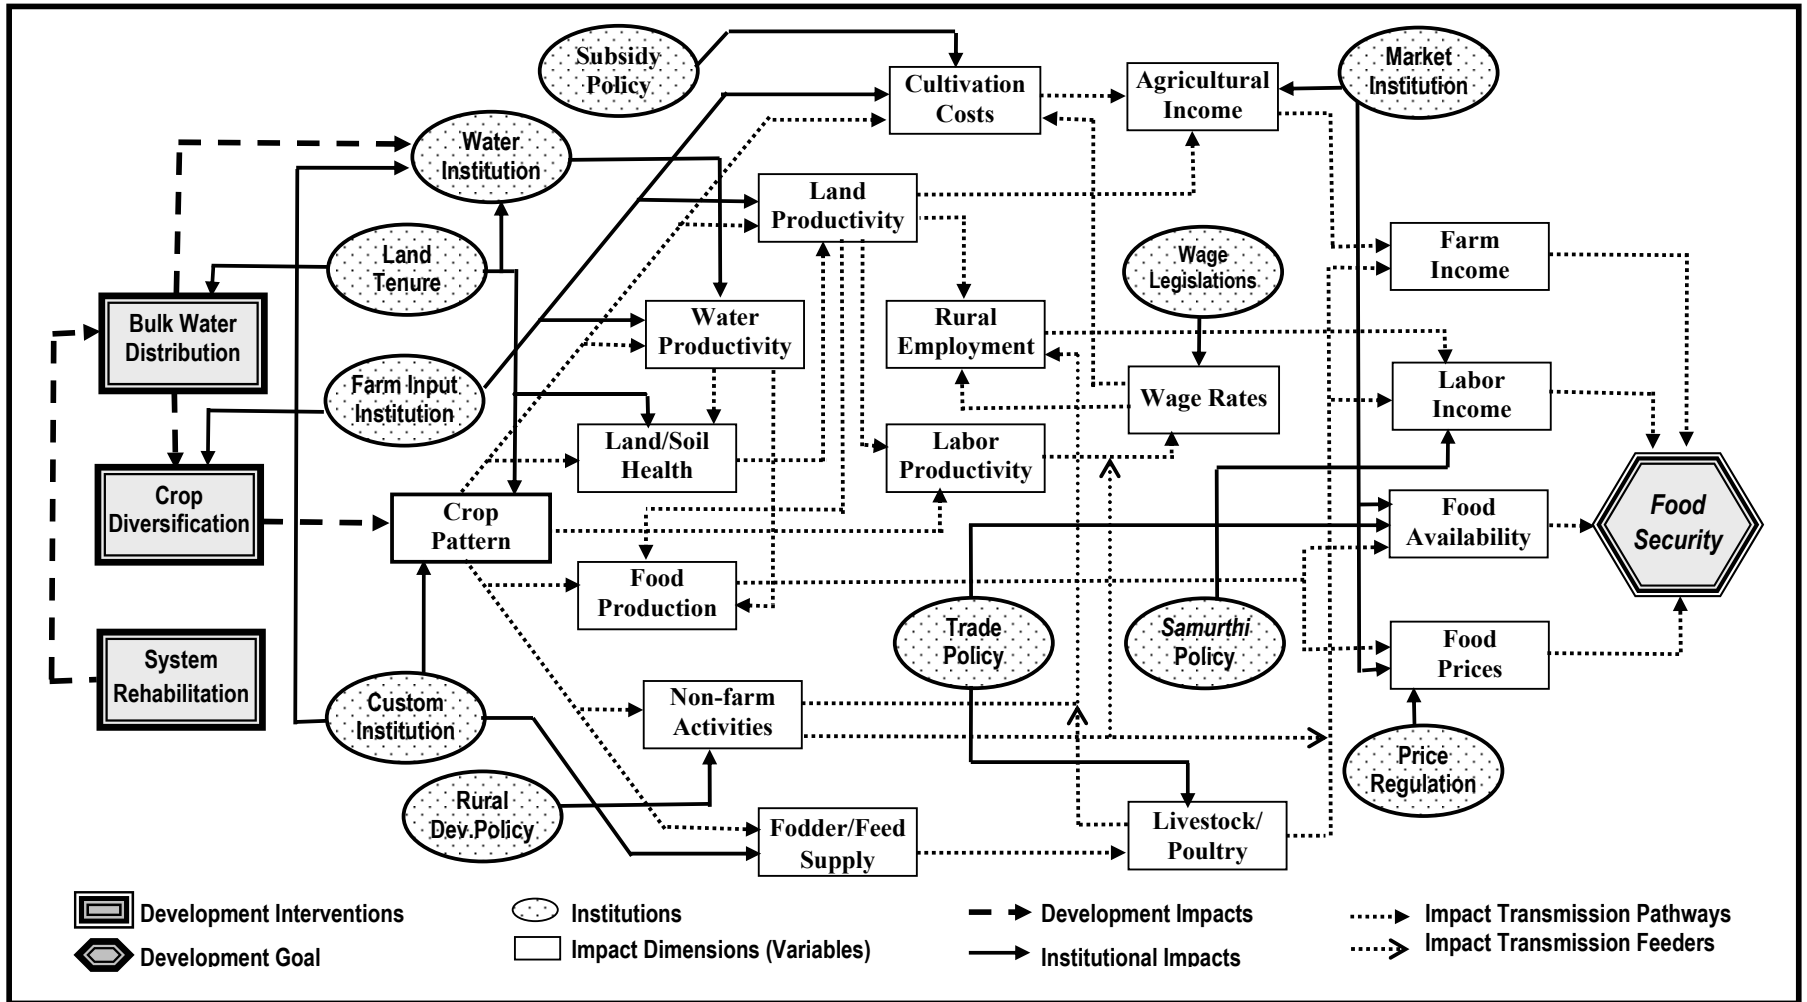 Subsidy
Policy
Cultivation
Costs
Agricultural
Income
Market
Institution
Water
Institution
Land
Productivity
Land
Tenure
Wage
Legislations
Farm
Income
Bulk Water
Distribution
Water
Productivity
Rural
Employment
Farm Input
Institution
Wage Rates
Labor
Income
Land/Soil
Health
Labor
Productivity
Crop
Diversification
Crop
Pattern
Food
Availability
Food
Security
Food
Production
Trade
Policy
Samurthi
Policy
Food
Prices
System
Rehabilitation
Custom
Institution
Non-farm
Activities
Price
Regulation
Rural
Dev.Policy
Fodder/Feed
Supply
Livestock/
Poultry
Development Interventions
Institutions
Development Impacts
Impact Transmission Pathways
Development Goal
Impact Dimensions (Variables)
Institutional Impacts
Impact Transmission Feeders